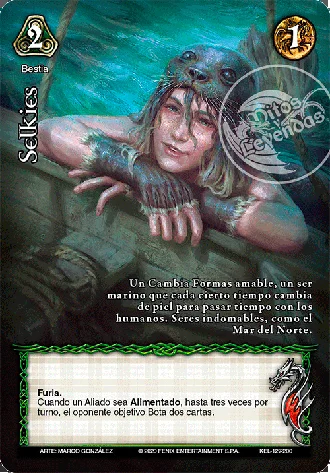 2
1
Bestia
Selkies
Mitos y Leyendas
Un Cambia Formas amable, un ser
marino que cada cierto tiempo cambia
de piel para pasar tiempo con los
humanos. Seres indomables, como el
Mar del Norte.
Furia.
Cuando un Aliado sea Alimentado, hasta tres veces por
turno, el oponente objetivo Bota dos cartas.
ARTE: MARCO GONZÁLEZ
© 2020 FENIX ENTERTAINMENT S.P.A.